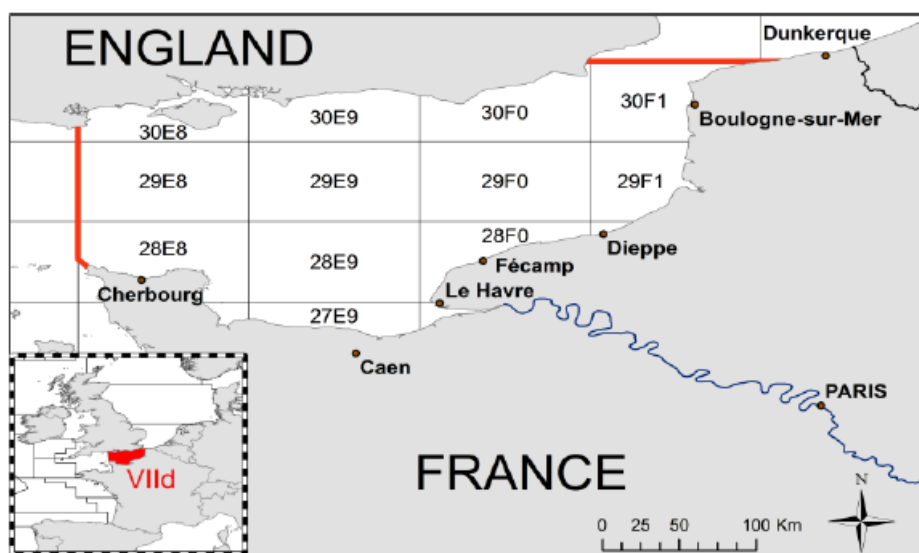 ENGLAND
Dunkerque
30E8
30E9
30F0
30F1
Boulogne-sur-Mer
29E8
29E9
29F0
29F1
28E8
28E9
28F0
Dieppe
Fécamp
Cherbourg
Le Havre
27E9
Caen
PARIS
VIId
FRANCE
N
0 25 50 100 Km